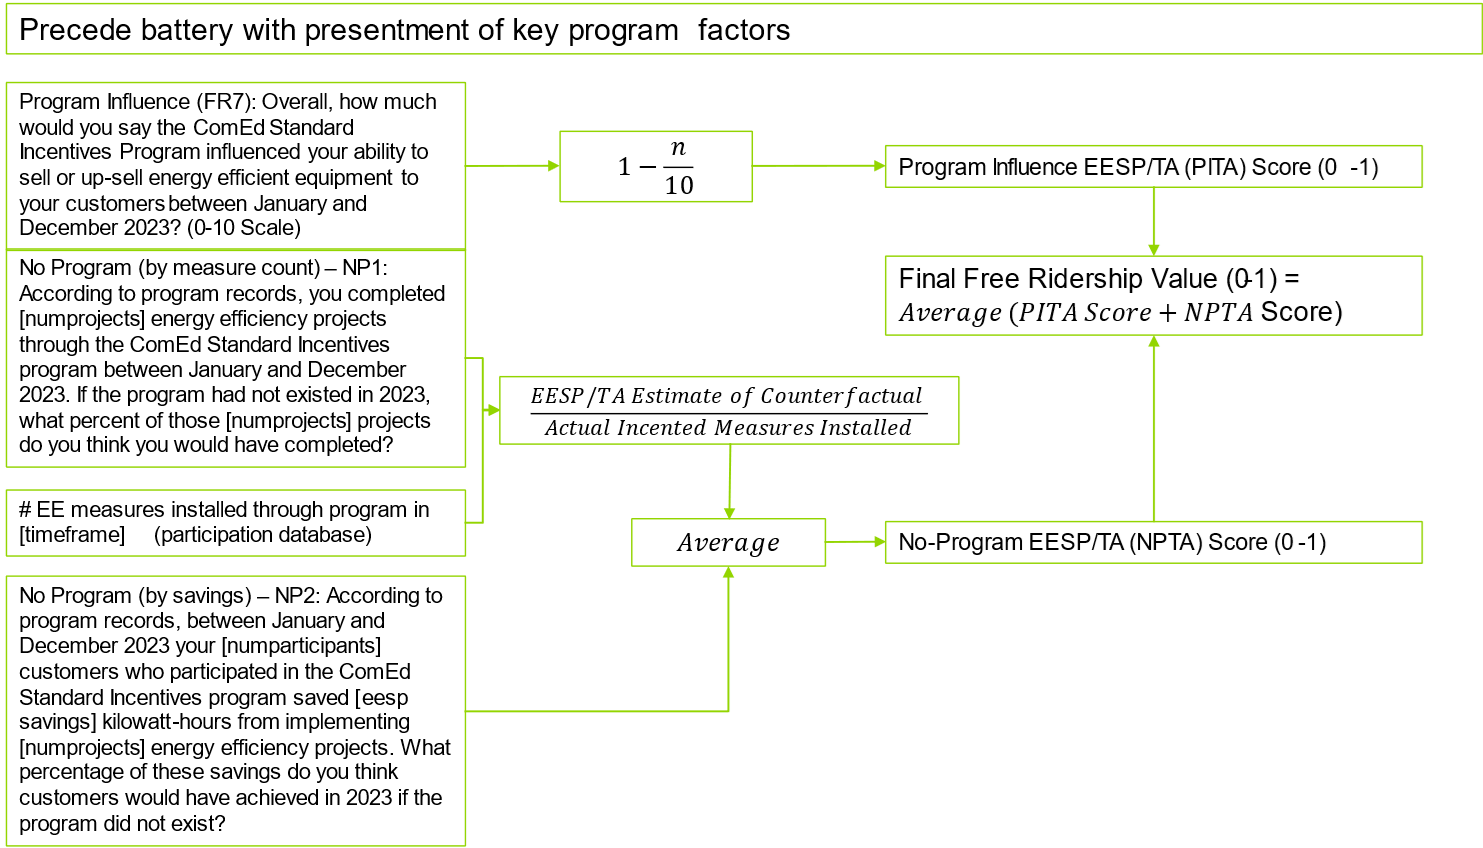 Precede battery with presentment of key program factors
Program Influence (FR7): Overall, how much
would you say the ComEd Standard
Incentives Program influenced your ability to
sell or up-sell energy efficient equipment to
your customers between January and
December 2023? (0-10 Scale)
1 − n/10
Program Influence EESP/TA (PITA) Score (0 -1)
Final Free Ridership Value (0-1) =
Average (PITA Score + NPTA Score)
No Program (by measure count) – NP1:
According to program records, you completed
[numprojects] energy efficiency projects
through the ComEd Standard Incentives
program between January and December
2023. If the program had not existed in 2023,
what percent of those [numprojects] projects
do you think you would have completed?
EESP/TA Estimate of Counterfactual
Actual Incented Measures Installed
# EE measures installed through program in
[timeframe] (participation database)
Average
No-Program EESP/TA (NPTA) Score (0 -1)
No Program (by savings) – NP2: According to
program records, between January and
December 2023 your [numparticipants]
customers who participated in the ComEd
Standard Incentives program saved [eesp
savings] kilowatt-hours from implementing
[numprojects] energy efficiency projects. What
percentage of these savings do you think
customers would have achieved in 2023 if the
program did not exist?